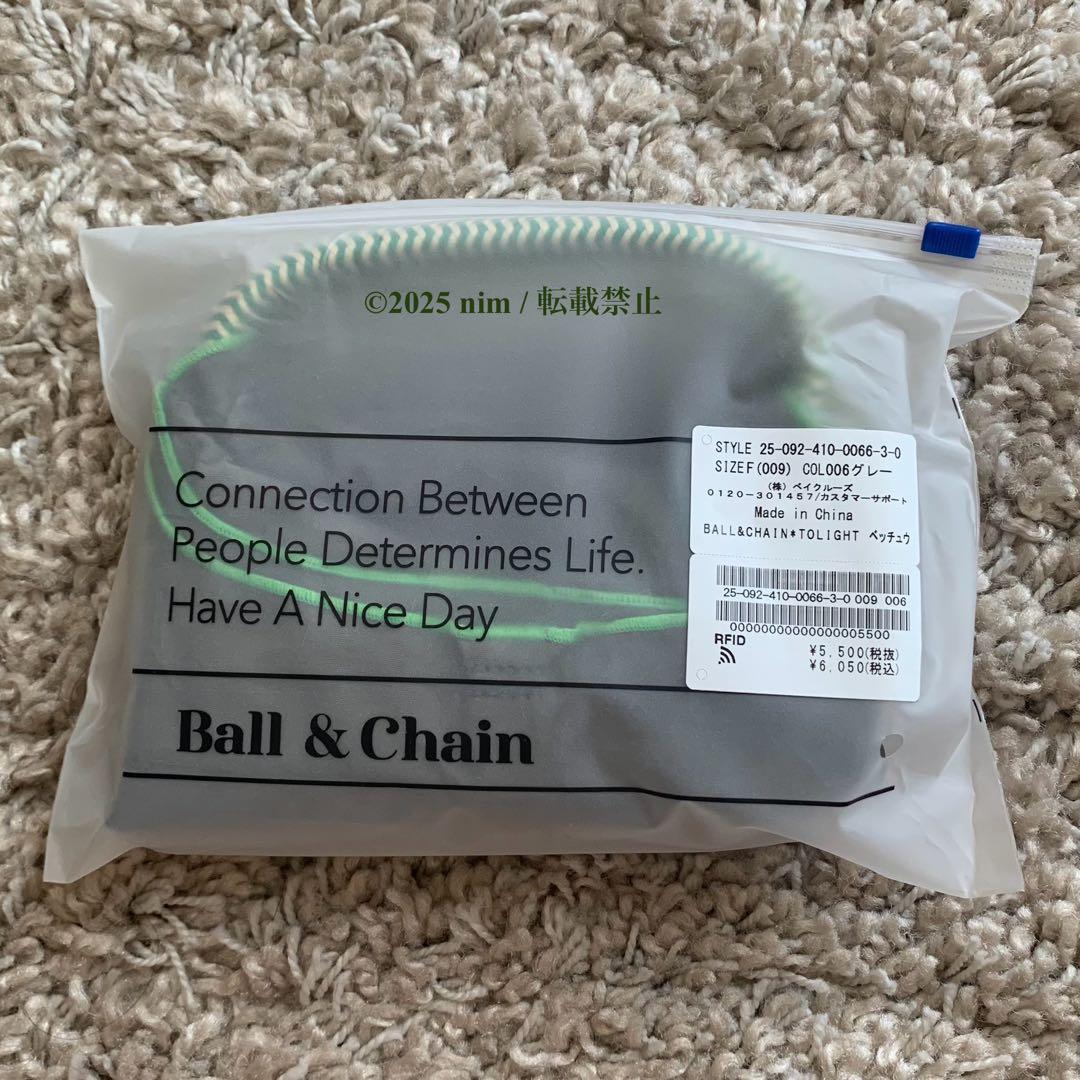 ©2025 nim / 転載禁止
Connection Between
People Determines Life.
Have A Nice Day
Ball & Chain
STYLE 25-092-410-0066-3-0
SIZEF(009) COL006グレー
(株) ベイクルーズ
0120-301457/カスタマーサポート
Made in China
BALL&CHAIN*TOLIGHT ベッチュウ
25-092-410-0066-3-0 009 006
00000000000000005500
RFID
¥5,500(税抜)
¥6,050(税込)